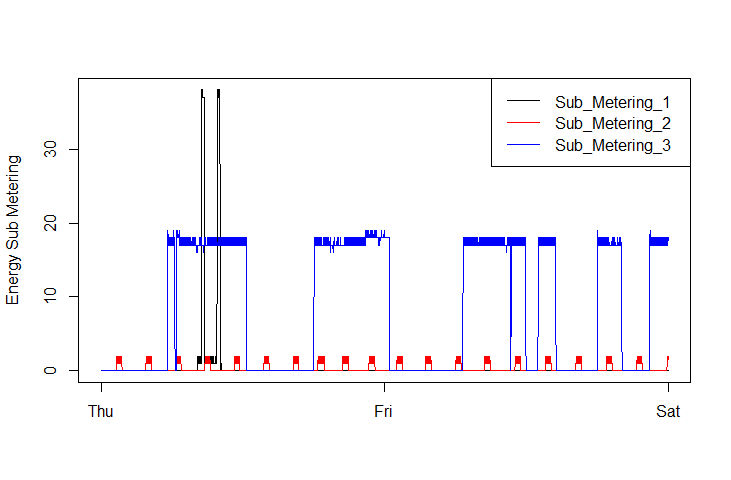 Sub_Metering_1
Sub_Metering_2
Sub_Metering_3
Energy Sub Metering
30
20
10
0
Thu Fri Sat